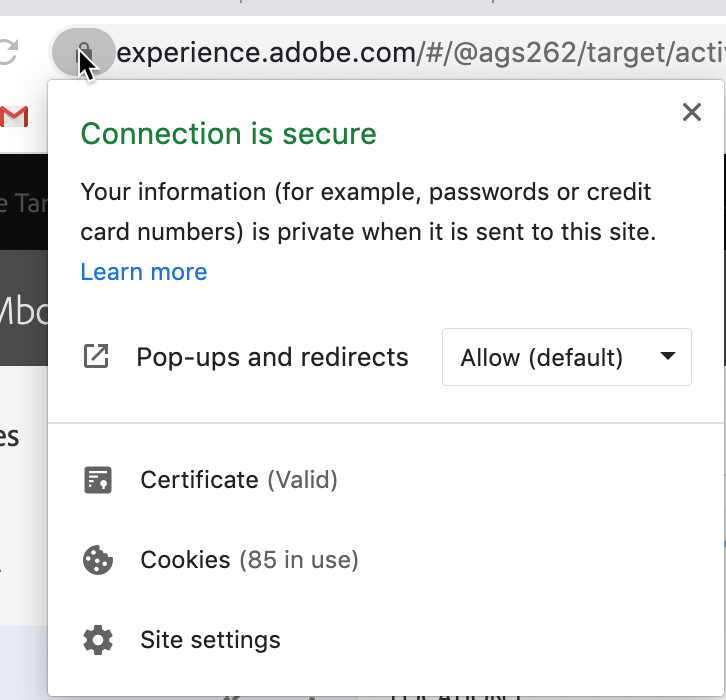 experience.adobe.com/#/@ags262/target/activ
Connection is secure
Your information (for example, passwords or credit
card numbers) is private when it is sent to this site.
Learn more
e Tar
Mbo
Pop-ups and redirects
Allow (default)
es
Certificate (Valid)
Cookies (85 in use)
Site settings